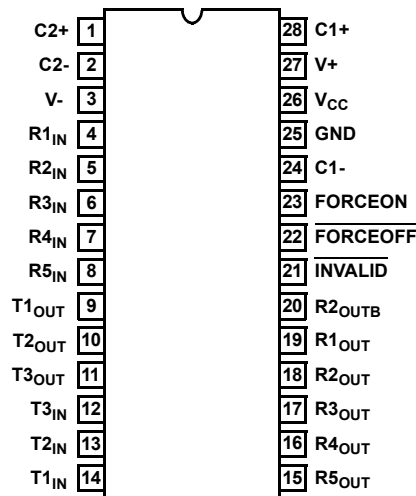 C2+ 1 28 C1+
C2- 2 27 V+
V- 3 26 VCC
R1IN 4 25 GND
R2IN 5 24 C1-
R3IN 6 23 FORCEON
R4IN 7 22 FORCEOFF
R5IN 8 21 INVALID
T1OUT 9 20 R2OUTB
T2OUT 10 19 R1OUT
T3OUT 11 18 R2OUT
T3IN 12 17 R3OUT
T2IN 13 16 R4OUT
T1IN 14 15 R5OUT